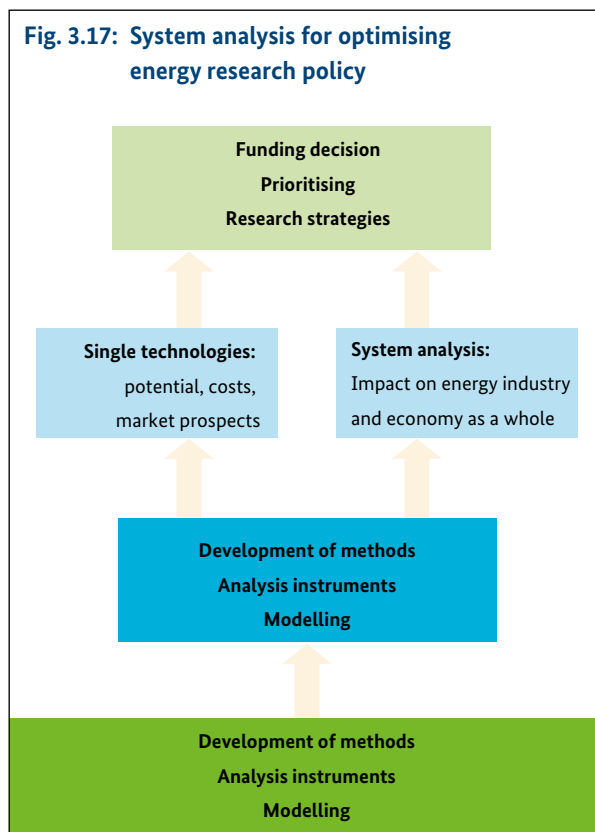 Fig. 3.17: System analysis for optimising
energy research policy
Funding decision
Prioritising
Research strategies
Single technologies:
potential, costs,
market prospects
System analysis:
Impact on energy industry
and economy as a whole
Development of methods
Analysis instruments
Modelling
Development of methods
Analysis instruments
Modelling